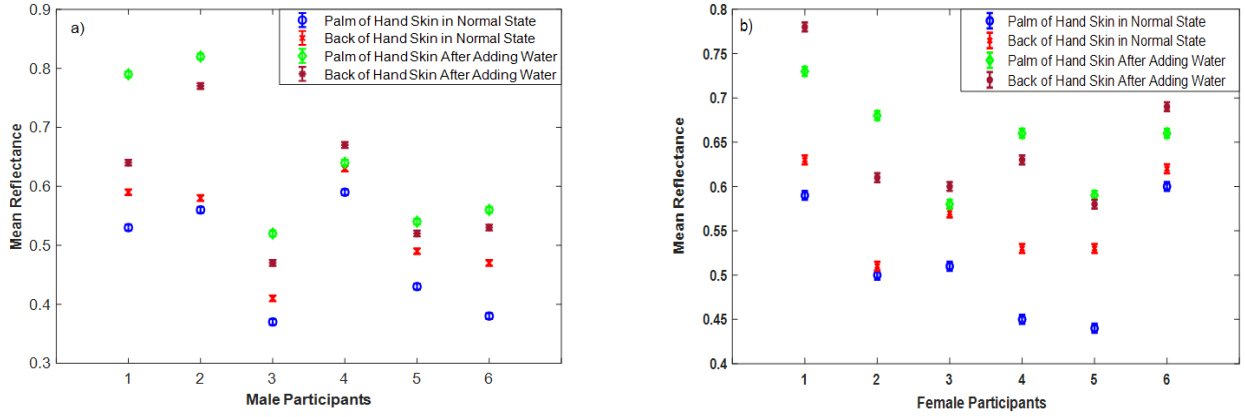 a)
Palm of Hand Skin in Normal State
Back of Hand Skin in Normal State
Palm of Hand Skin After Adding Water
Back of Hand Skin After Adding Water
0.9
0.8
0.7
0.6
0.5
0.4
0.3
Mean Reflectance
1 2 3 4 5 6
Male Participants
b)
Palm of Hand Skin in Normal State
Back of Hand Skin in Normal State
Palm of Hand Skin After Adding Water
Back of Hand Skin After Adding Water
0.8
0.75
0.7
0.65
0.6
0.55
0.5
0.45
0.4
Mean Reflectance
1 2 3 4 5 6
Female Participants